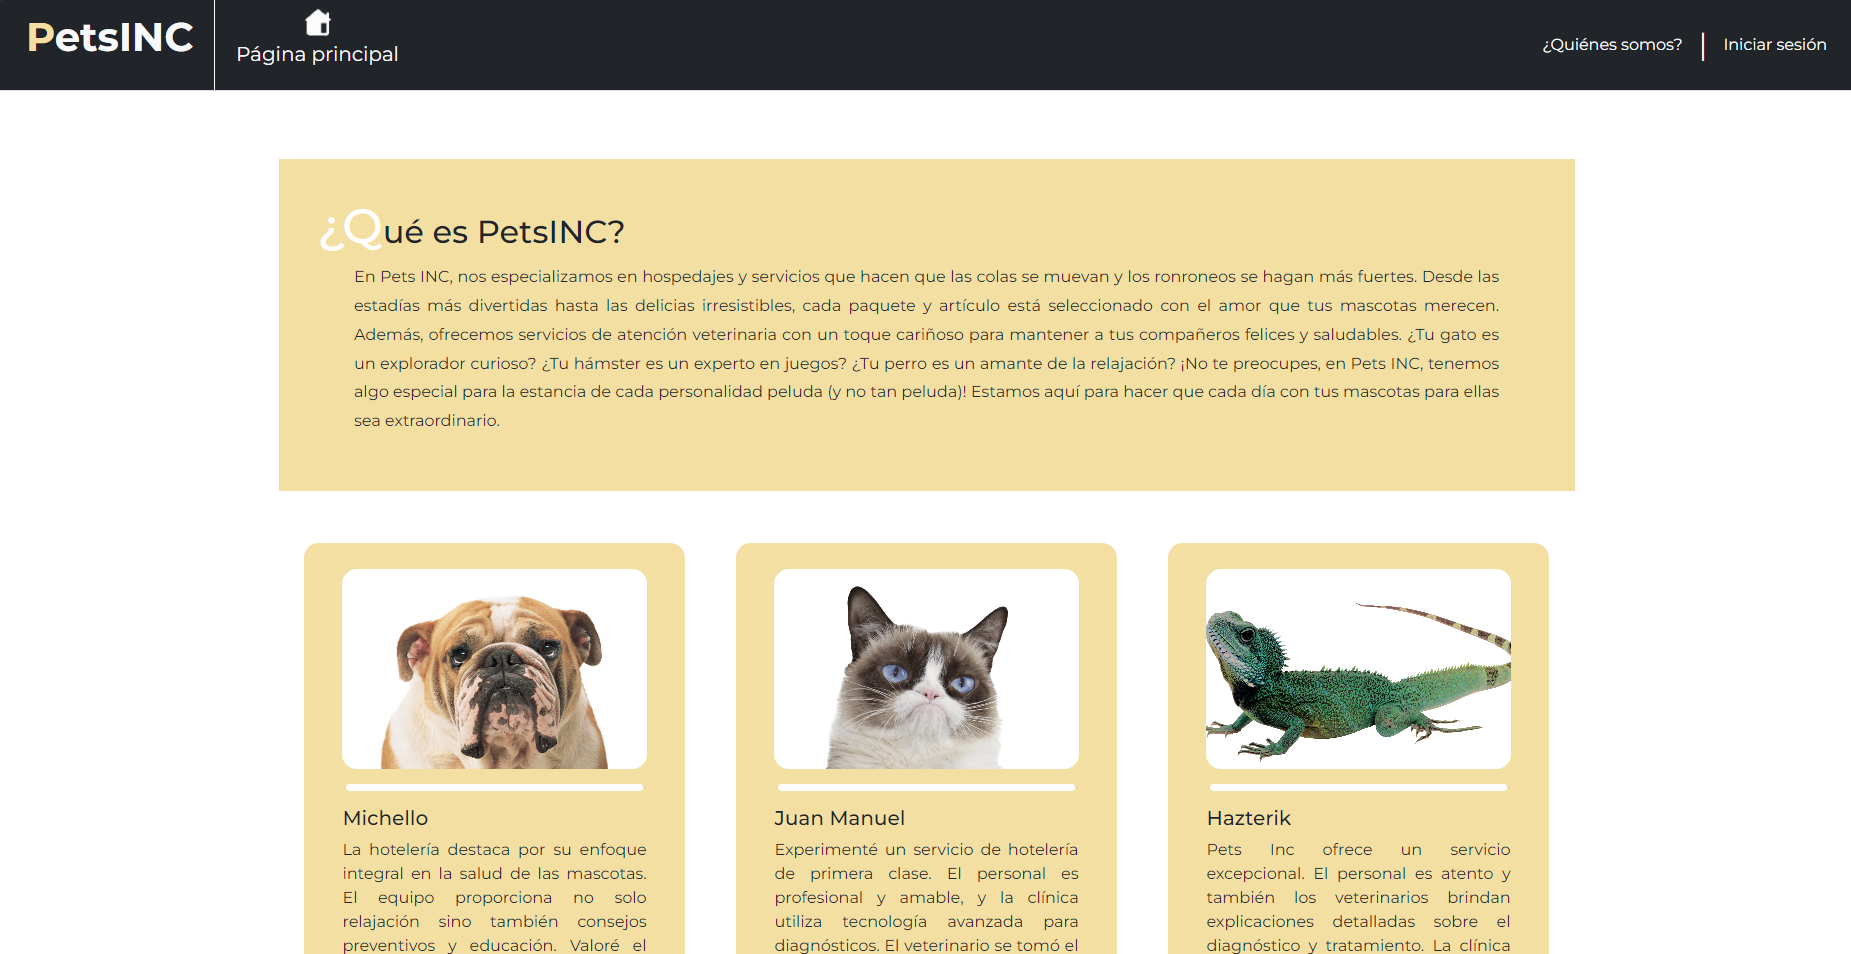 PetsINC
Página principal
¿Quiénes somos?
Iniciar sesión
¿Qué es PetsINC?
En Pets INC, nos especializamos en hospedajes y servicios que hacen que las colas se muevan y los ronroneos se hagan más fuertes. Desde las
estadías más divertidas hasta las delicias irresistibles, cada paquete y artículo está seleccionado con el amor que tus mascotas merecen.
Además, ofrecemos servicios de atención veterinaria con un toque cariñoso para mantener a tus compañeros felices y saludables. ¿Tu gato es
un explorador curioso? ¿Tu hámster es un experto en juegos? ¿Tu perro es un amante de la relajación? ¡No te preocupes, en Pets INC, tenemos
algo especial para la estancia de cada personalidad peluda (y no tan peluda)! Estamos aquí para hacer que cada día con tus mascotas para ellas
sea extraordinario.
Michello
La hotelería destaca por su enfoque
integral en la salud de las mascotas.
El equipo proporciona no solo
relajación sino también consejos
preventivos y educación. Valoré el
Juan Manuel
Experimenté un servicio de hotelería
de primera clase. El personal es
profesional y amable, y la clínica
utiliza tecnología avanzada para
diagnósticos. El veterinario se tomó el
Hazterik
Pets Inc ofrece un servicio
excepcional. El personal es atento y
también los veterinarios brindan
explicaciones detalladas sobre el
diagnóstico y tratamiento. La clínica